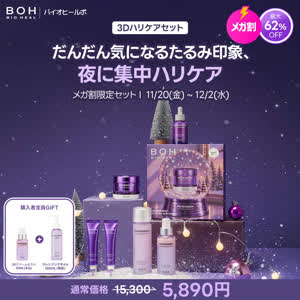 BOH BIO HEAL バイオヒールボ
メガ割
最大
62%
OFF
3Dハリケアセット
だんだん気になるたるみ印象、
夜に集中ハリケア
メガ割限定セット | 11/20(金) ~ 12/2(水)
BOH
購入者全員GIFT
+
通常価格 15,300 → 5,890円